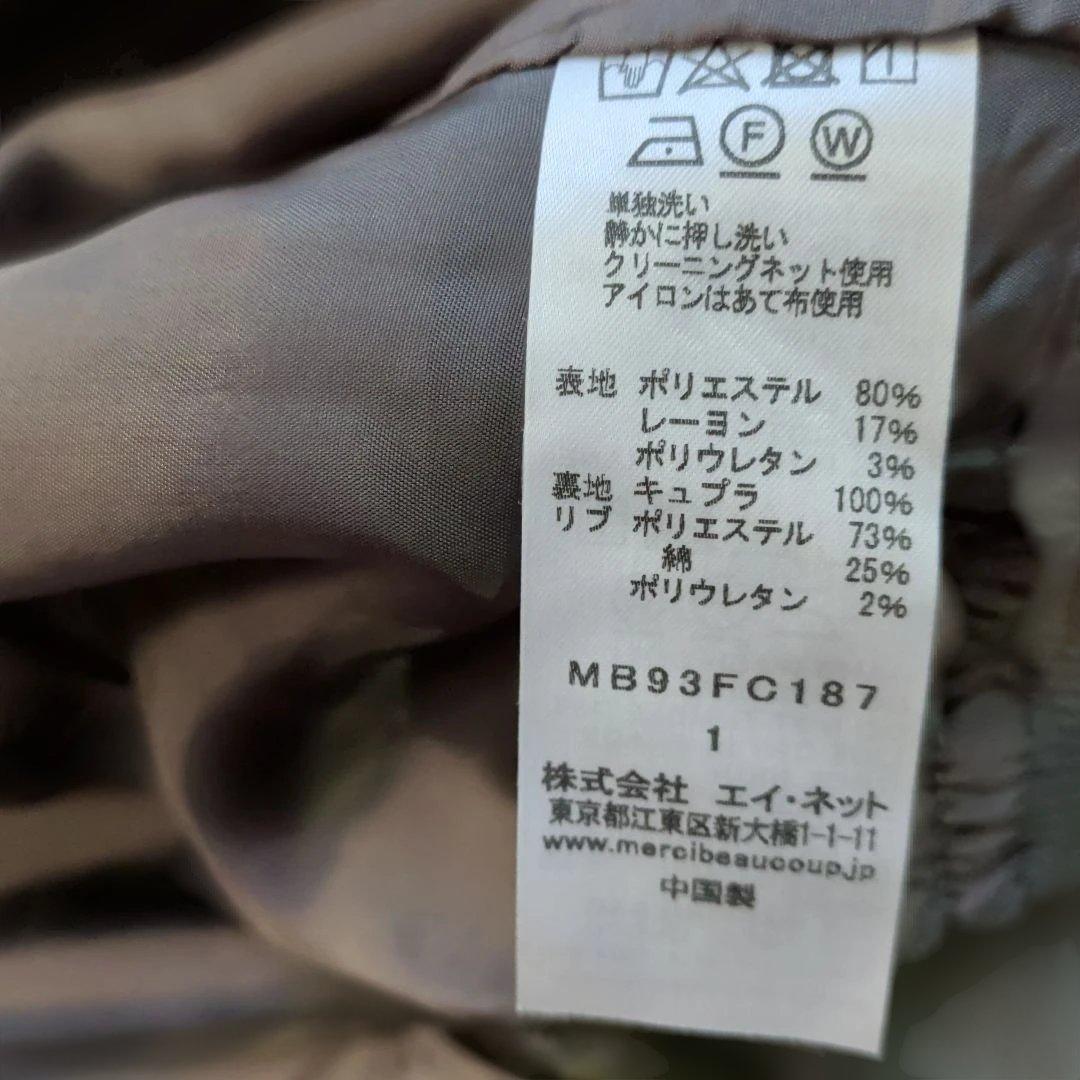 1
F W
単独洗い
静かに押し洗い
クリーニングネット使用
アイロンはあて布使用
表地 ポリエステル 80%
レーヨン 17%
ポリウレタン 3%
裏地 キュプラ 100%
リブ ポリエステル 73%
綿 25%
ポリウレタン 2%
MB93FC187
1
株式会社 エイ・ネット
東京都江東区新大橋1-1-11
www.mercibeaucoup.jp
中国製